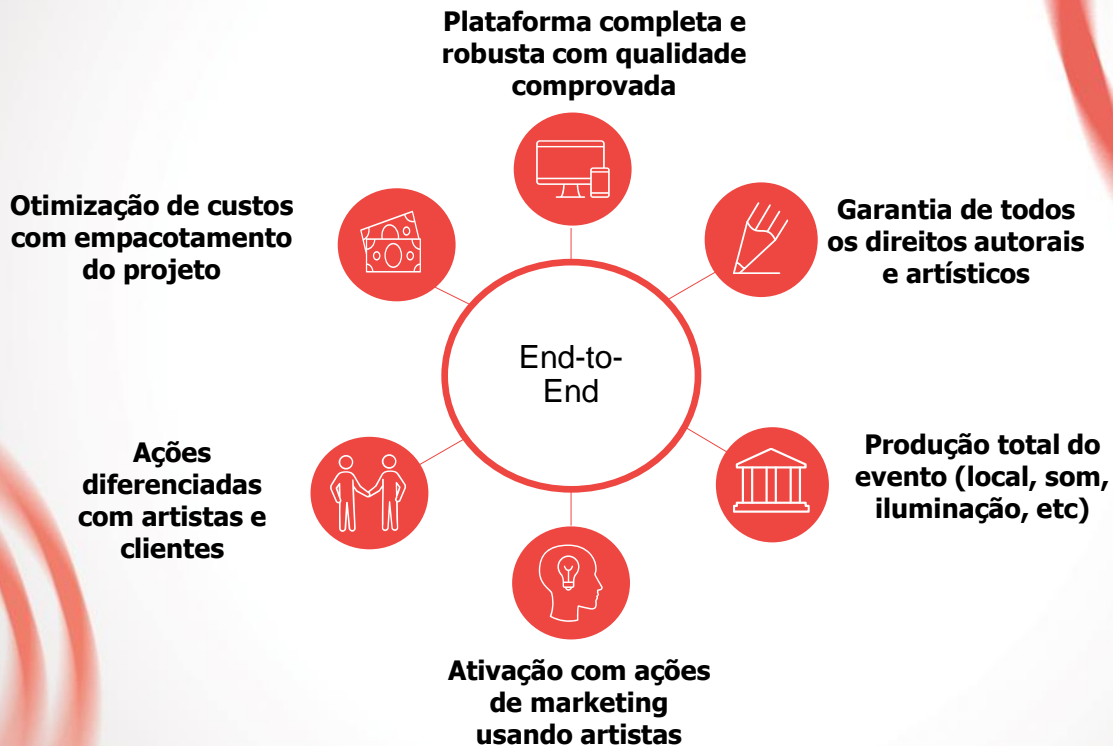 Plataforma completa e
robusta com qualidade
comprovada
Otimização de custos
com empacotamento
do projeto
Garantia de todos
os direitos autorais
e artísticos
End-to-
End
Ações
diferenciadas
com artistas e
clientes
Produção total do
evento (local, som,
iluminação, etc)
Ativação com ações
de marketing
usando artistas